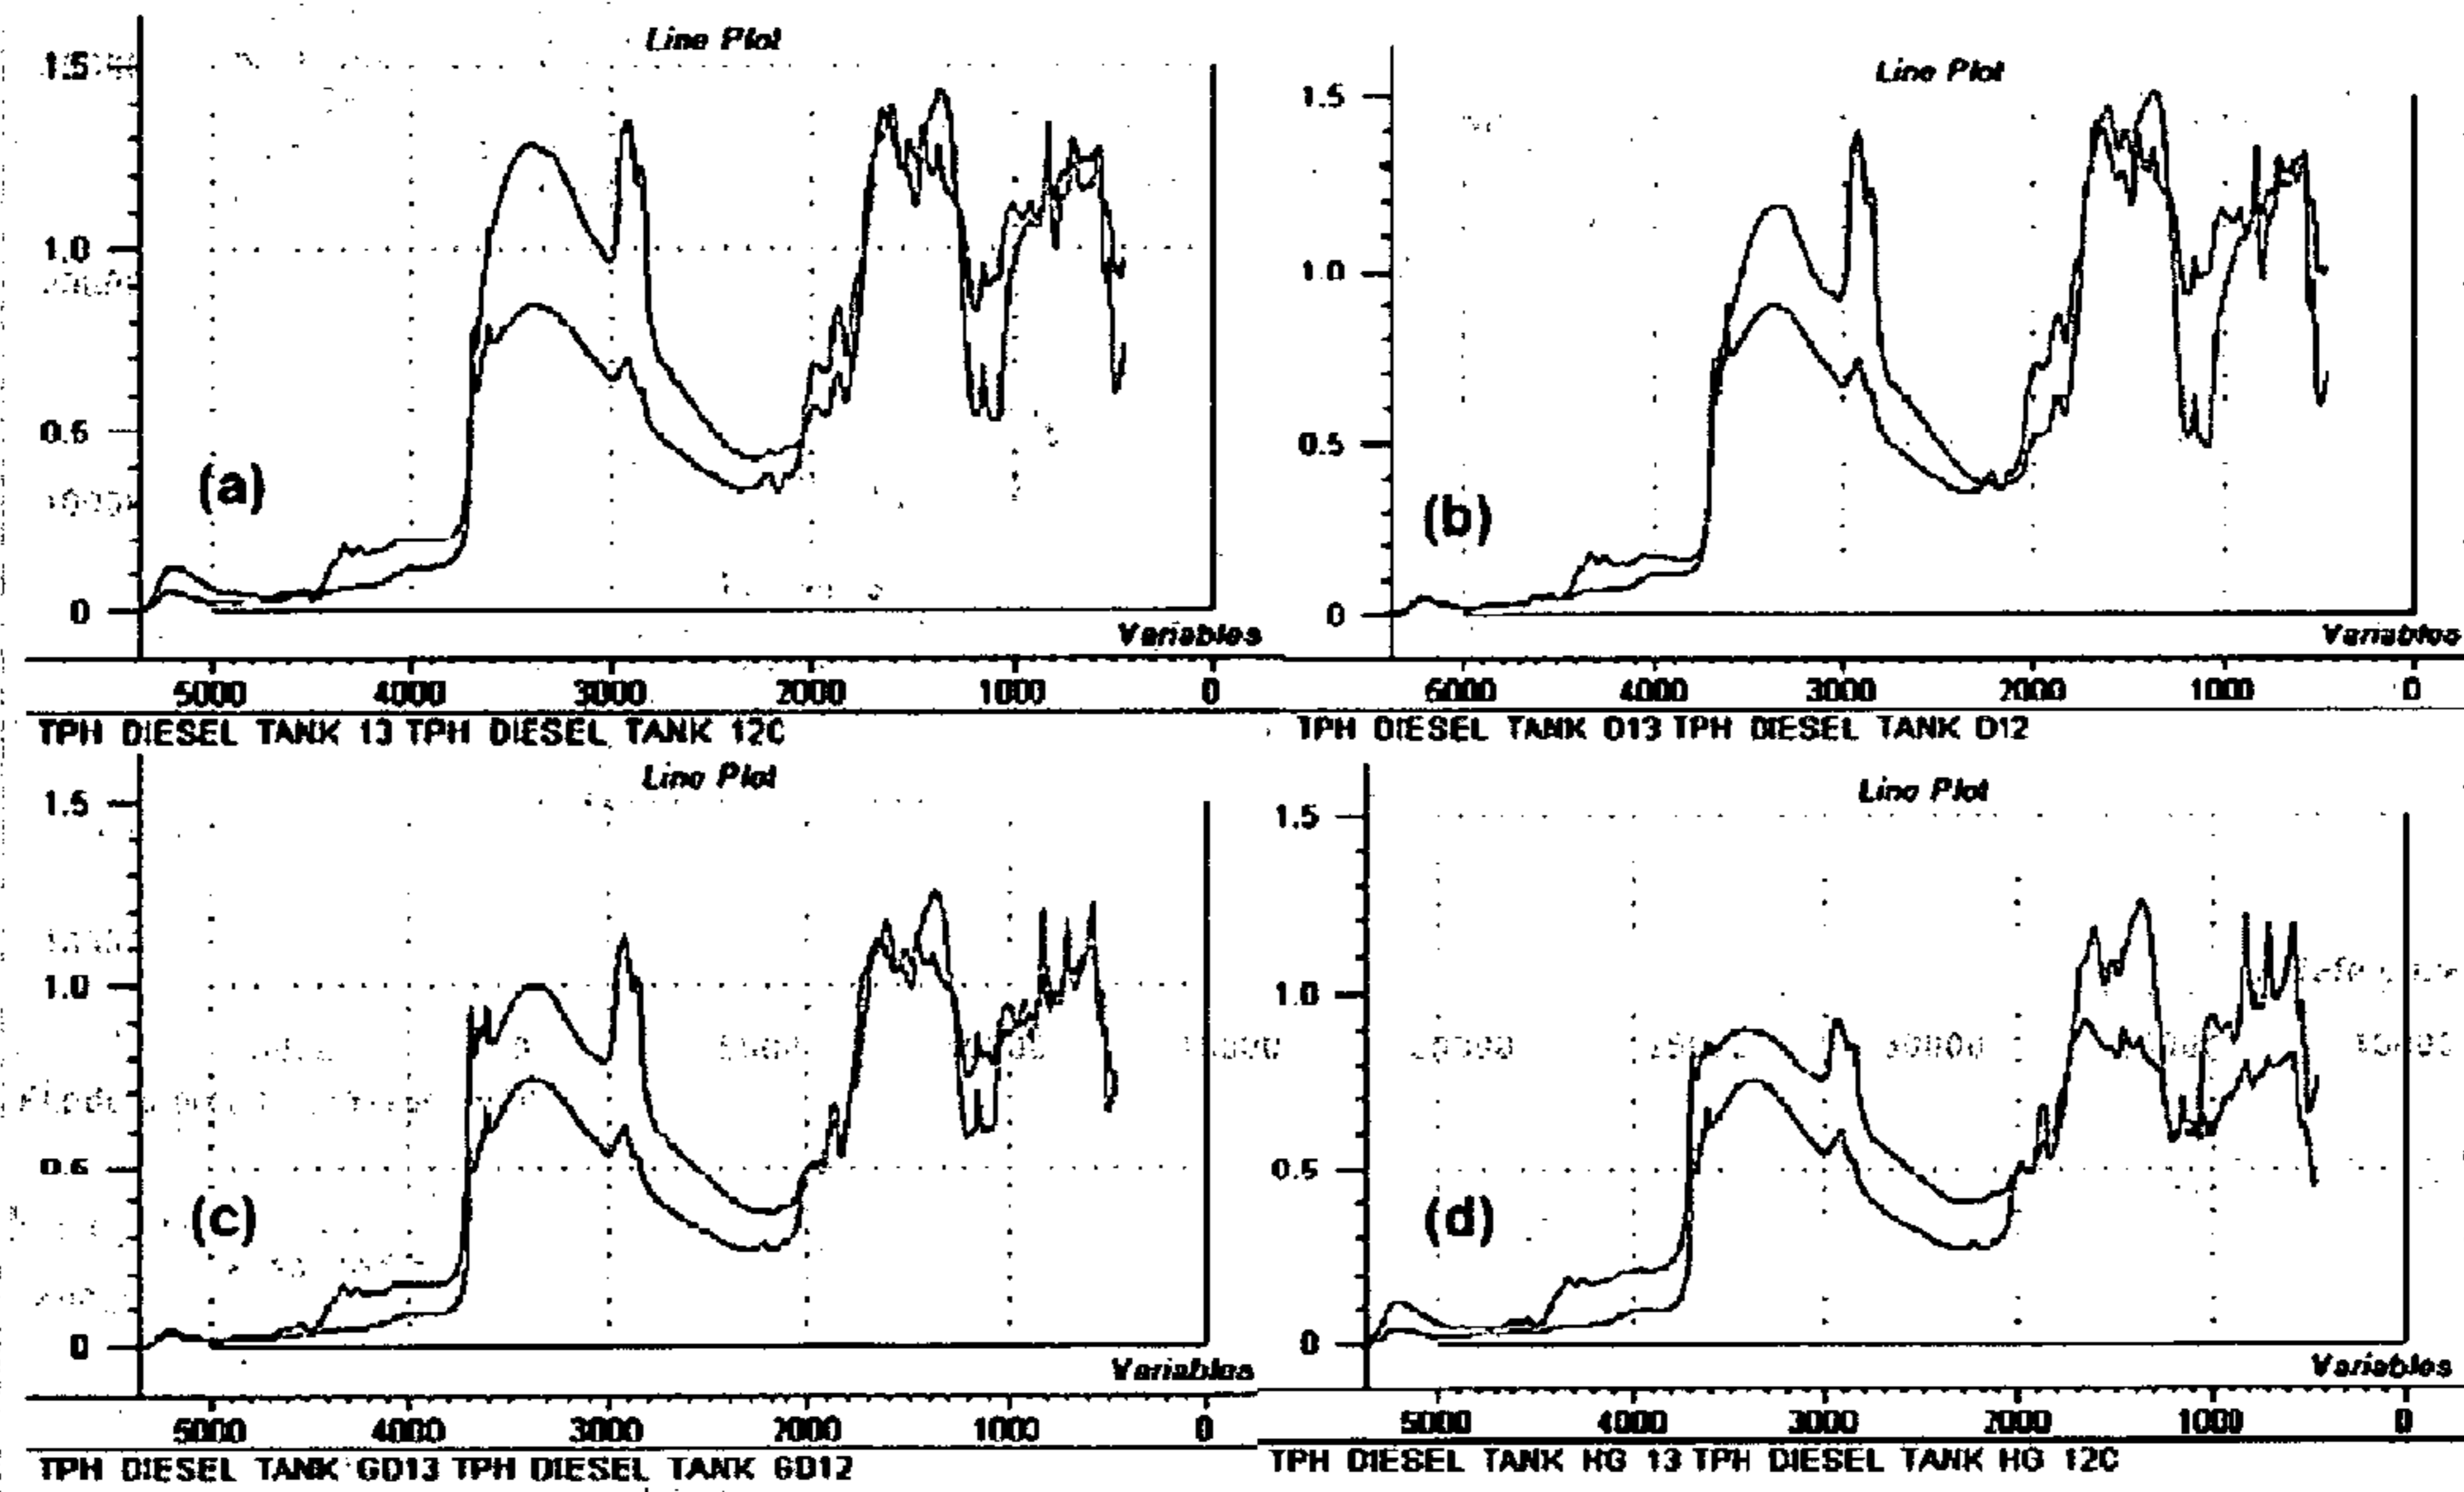 Line Plot
1.5
1.0
0.5
0
(a)
Variables
5000 4000 3000 2000 1000 0
TPH DIESEL TANK 13 TPH DIESEL TANK 12C
Line Plot
1.5
1.0
0.5
0
(b)
Variables
5000 4000 3000 2000 1000 0
TPH DIESEL TANK D13 TPH DIESEL TANK D12
Line Plot
1.5
1.0
0.5
0
(c)
Variables
5000 4000 3000 2000 1000 0
TPH DIESEL TANK GD13 TPH DIESEL TANK GD12
Line Plot
1.5
1.0
0.5
0
(d)
Variables
5000 4000 3000 2000 1000 0
TPH DIESEL TANK HG 13 TPH DIESEL TANK HG 12C